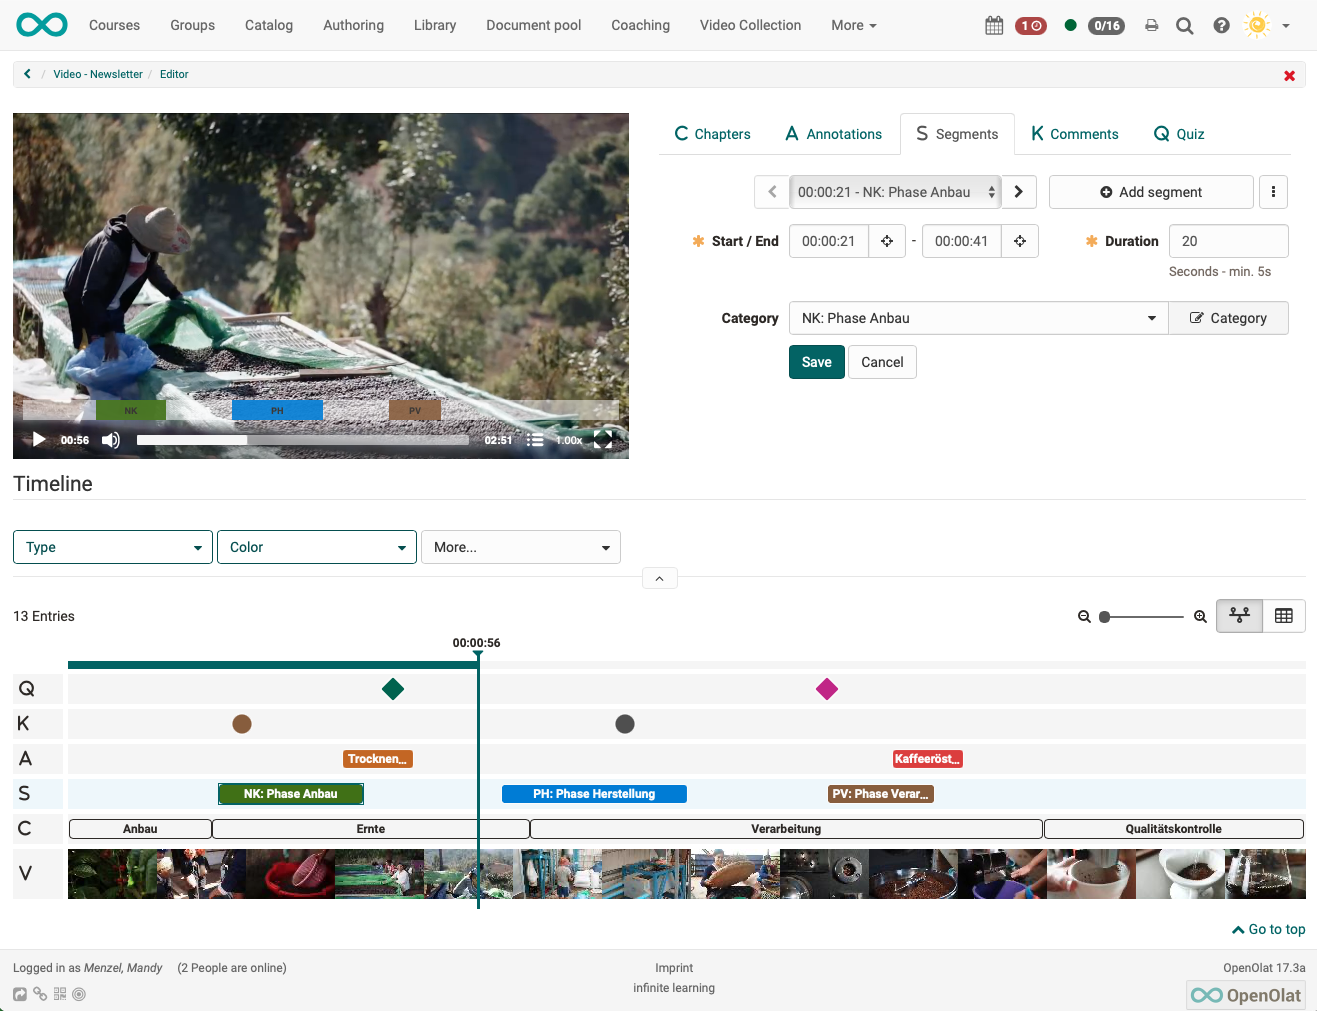 Courses Groups Catalog Authoring Library Document pool Coaching Video Collection More 1 0/16
/ Video - Newsletter / Editor
C Chapters A Annotations S Segments K Comments Q Quiz
00:00:21 - NK: Phase Anbau Add segment
Start / End 00:00:21 - 00:00:41 Duration 20
Seconds - min. 5s
Category NK: Phase Anbau Category
Save Cancel
NK PH PV
00:56 02:51 1.00x
Timeline
Type Color More...
13 Entries
00:00:56
Q
K
A Trocknen... Kaffeeröst...
S NK: Phase Anbau PH: Phase Herstellung PV: Phase Verar...
C Anbau Ernte Verarbeitung Qualitätskontrolle
V
Go to top
Logged in as Menzel, Mandy (2 People are online) Imprint OpenOlat 17.3a
infinite learning
OpenOlat